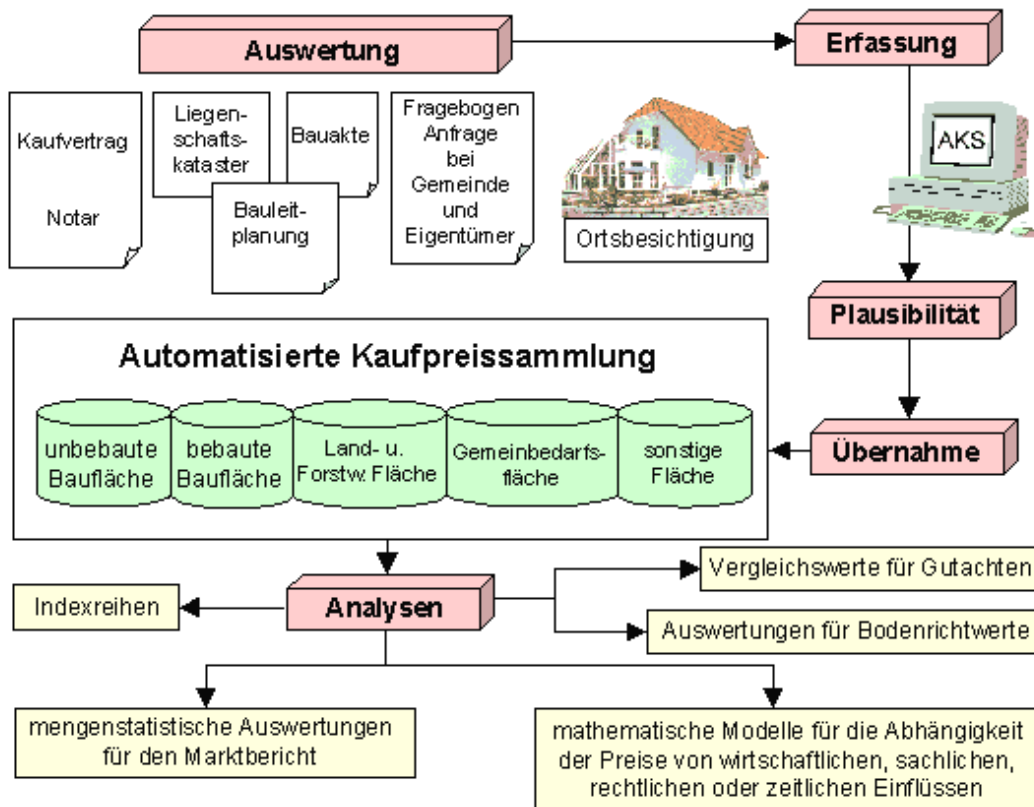 Auswertung
Erfassung
Kaufvertrag
Notar
Liegen-
schafts-
kataster
Bauakte
Bauleit-
planung
Fragebogen
Anfrage
bei
Gemeinde
und
Eigentümer
Ortsbesichtigung
AKS
Plausibilität
Übernahme
Automatisierte Kaufpreissammlung
unbebaute
Baufläche
bebaute
Baufläche
Land- u.
Forstw. Fläche
Gemeinbedarfs-
fläche
sonstige
Fläche
Analysen
Indexreihen
Vergleichswerte für Gutachten
Auswertungen für Bodenrichtwerte
mengenstatistische Auswertungen
für den Marktbericht
mathematische Modelle für die Abhängigkeit
der Preise von wirtschaftlichen, sachlichen,
rechtlichen oder zeitlichen Einflüssen